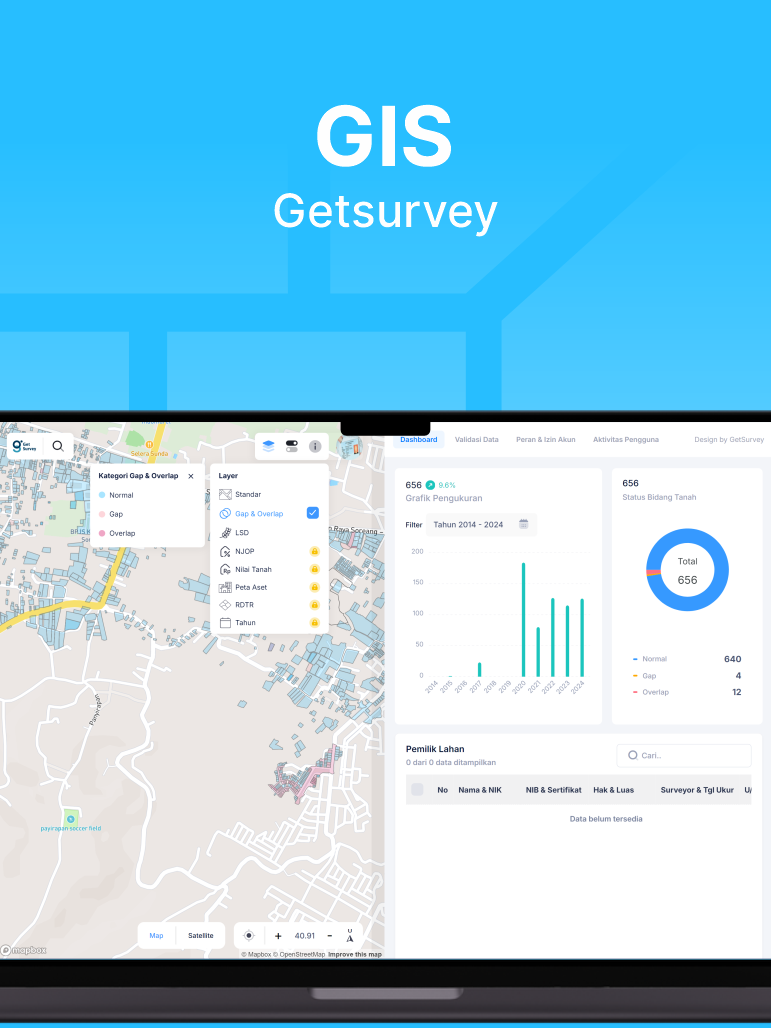 GIS
Getsurvey
Get
Survey
Setera Sunda
Kategori Gap & Overlap
Normal
Gap
Overlap
Layer
Standar
Gap & Overlap
LSD
NJOP
Nilai Tanah
Peta Aset
RDTR
Tahun
payirapan soccer field
Map
Satellite
40.91
mapbox
© Mapbox © OpenStreetMap Improve this map
Dashboard
Validasi Data
Peran & Izin Akun
Aktivitas Pengguna
Design by GetSurvey
656
9.6%
Grafik Pengukuran
Filter
Tahun 2014 - 2024
200
150
100
50
0
2014
2015
2016
2017
2018
2019
2020
2021
2022
2023
2024
656
Status Bidang Tanah
Total
656
Normal 640
Gap 4
Overlap 12
Pemilik Lahan
0 dari 0 data ditampilkan
Cari..
No Nama & NIK NIB & Sertifikat Hak & Luas Surveyor & Tgl Ukur
Data belum tersedia